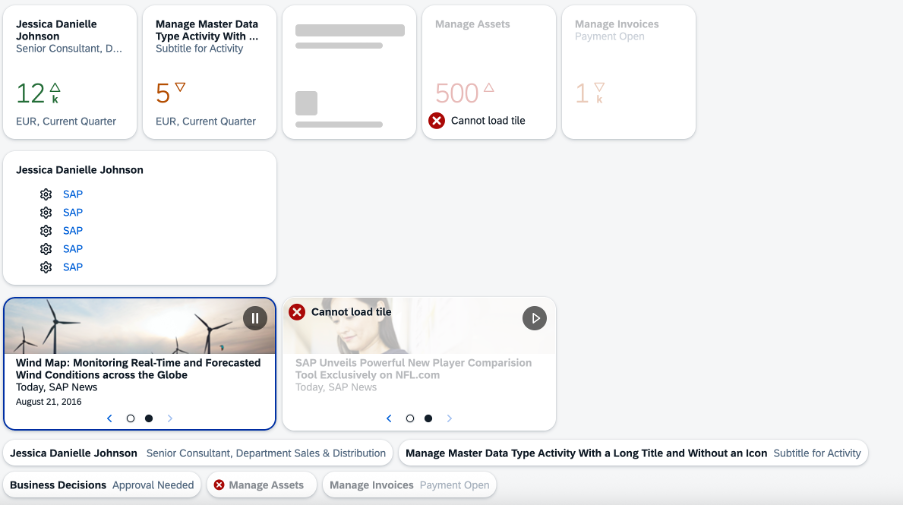 Jessica Danielle
Johnson
Senior Consultant, D...
12 k
EUR, Current Quarter
Manage Master Data
Type Activity With ...
Subtitle for Activity
5
EUR, Current Quarter
Manage Assets
500
Cannot load tile
Manage Invoices
Payment Open
1 k
Jessica Danielle Johnson
SAP
SAP
SAP
SAP
SAP
Wind Map: Monitoring Real-Time and Forecasted
Wind Conditions across the Globe
Today, SAP News
August 21, 2016
Cannot load tile
SAP Unveils Powerful New Player Comparision
Tool Exclusively on NFL.com
Today, SAP News
Jessica Danielle Johnson Senior Consultant, Department Sales & Distribution
Manage Master Data Type Activity With a Long Title and Without an Icon Subtitle for Activity
Business Decisions Approval Needed
Manage Assets
Manage Invoices Payment Open